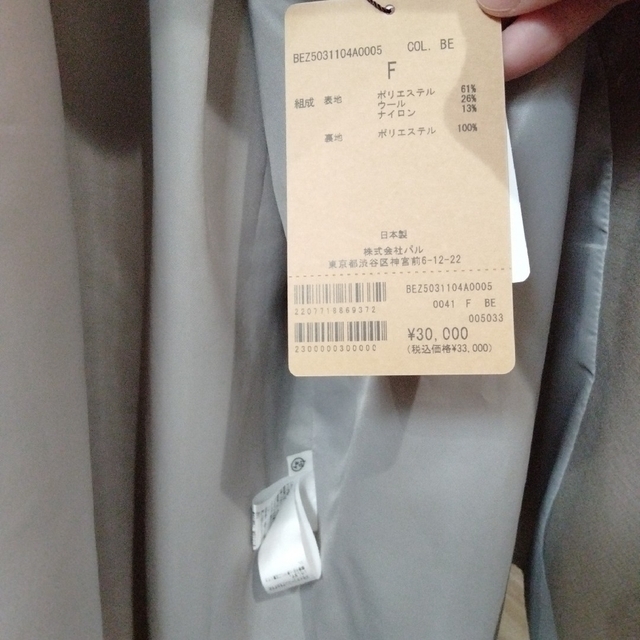 BEZ5031104A0005 COL. BE
F
組成 表地 ポリエステル 61%
ウール 26%
ナイロン 13%
裏地 ポリエステル 100%
日本製
株式会社パル
東京都渋谷区神宮前6-12-22
BEZ5031104A0005
0041 F BE
005033
2207716869372
¥30,000
2300000300000
(税込価格¥33,000)